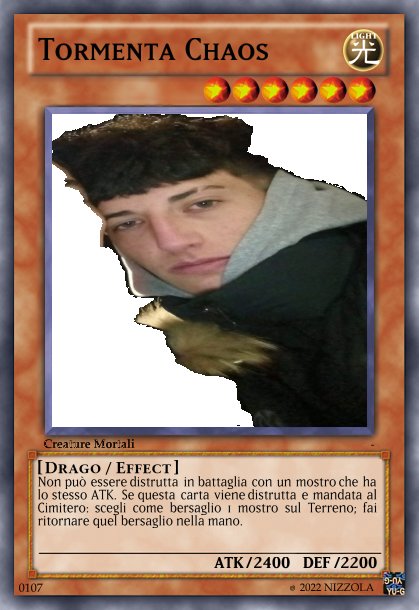 Tormenta Chaos
LIGHT
光
Creature Mortali
-
[Drago / Effect]
Non può essere distrutta in battaglia con un mostro che ha
lo stesso ATK. Se questa carta viene distrutta e mandata al
Cimitero: scegli come bersaglio 1 mostro sul Terreno; fai
ritornare quel bersaglio nella mano.
ATK/2400 DEF/2200
0107
© 2022 NIZZOLA
YU-G